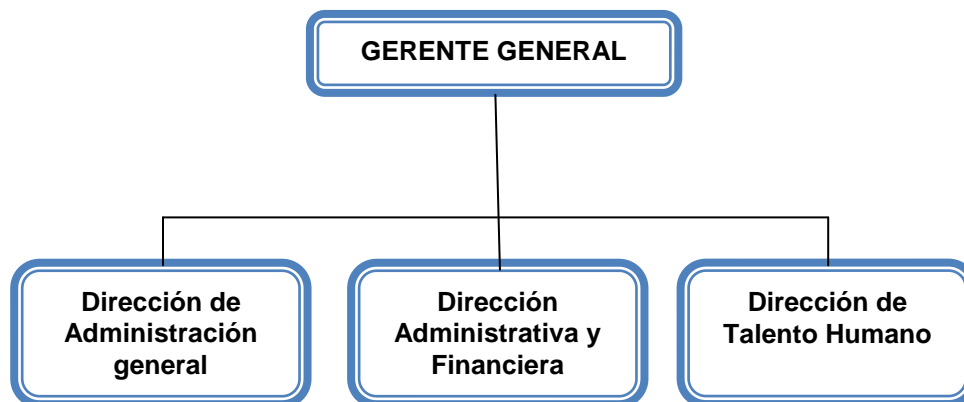 GERENTE GENERAL
Dirección de
Administración
general
Dirección
Administrativa y
Financiera
Dirección de
Talento Humano